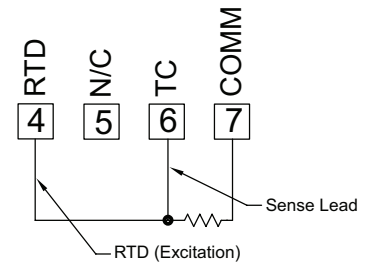 RTD N/C TC COMM
4 5 6 7
Sense Lead
RTD (Excitation)